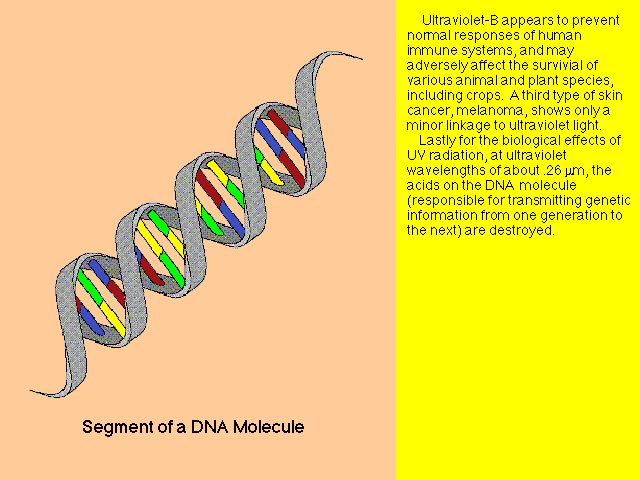 Ultraviolet-B appears to prevent
normal responses of human
immune systems, and may
adversely affect the survivial of
various animal and plant species,
including crops. A third type of skin
cancer, melanoma, shows only a
minor linkage to ultraviolet light.
Lastly for the biological effects of
UV radiation, at ultraviolet
wavelengths of about .26 µm, the
acids on the DNA molecule
(responsible for transmitting genetic
information from one generation to
the next) are destroyed.
Segment of a DNA Molecule